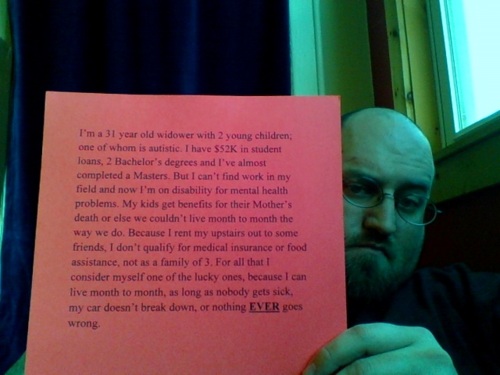 I'm a 31 year old widower with 2 young children;
one of whom is autistic. I have $52K in student
loans, 2 Bachelor's degrees and I've almost
completed a Masters. But I can't find work in my
field and now I'm on disability for mental health
problems. My kids get benefits for their Mother's
death or else we couldn't live month to month the
way we do. Because I rent my upstairs out to some
friends, I don't qualify for medical insurance or food
assistance, not as a family of 3. For all that I
consider myself one of the lucky ones, because I can
live month to month, as long as nobody gets sick,
my car doesn't break down, or nothing EVER goes
wrong.